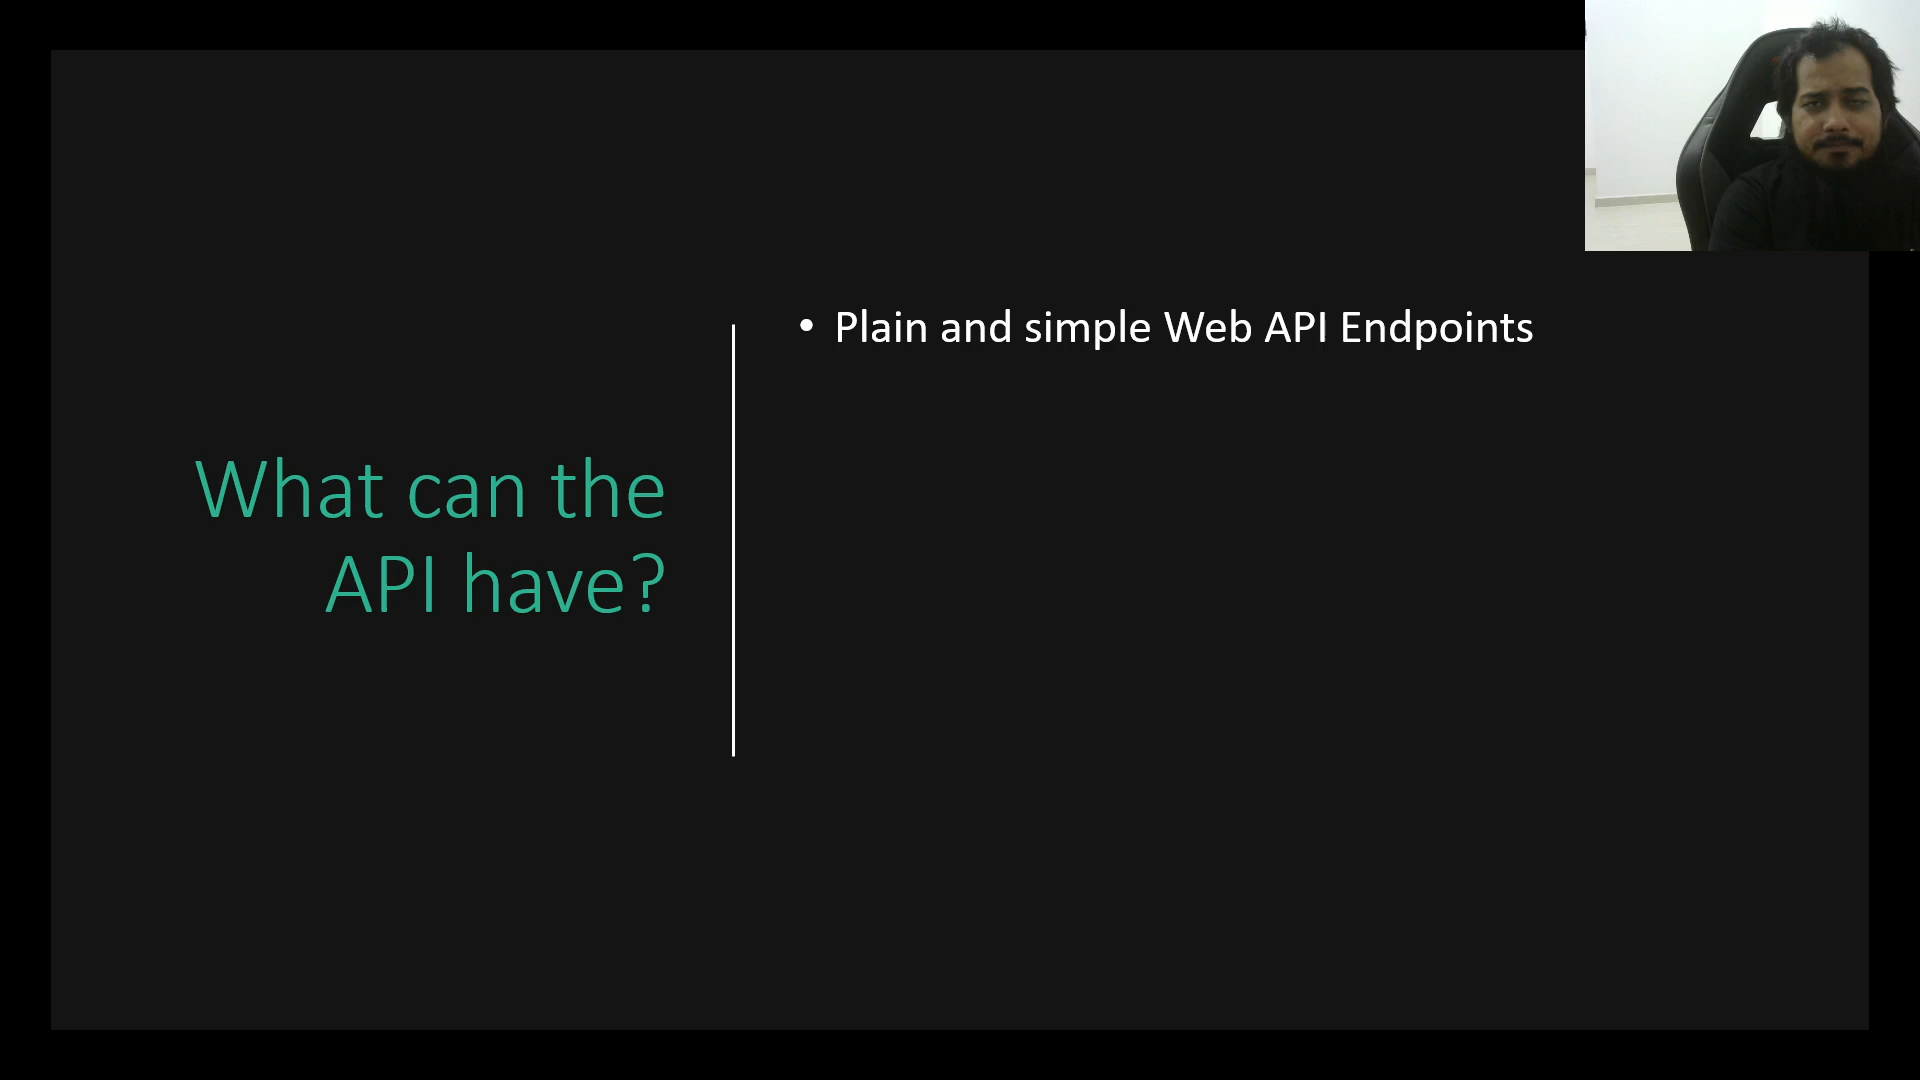 What can the
API have?
• Plain and simple Web API Endpoints